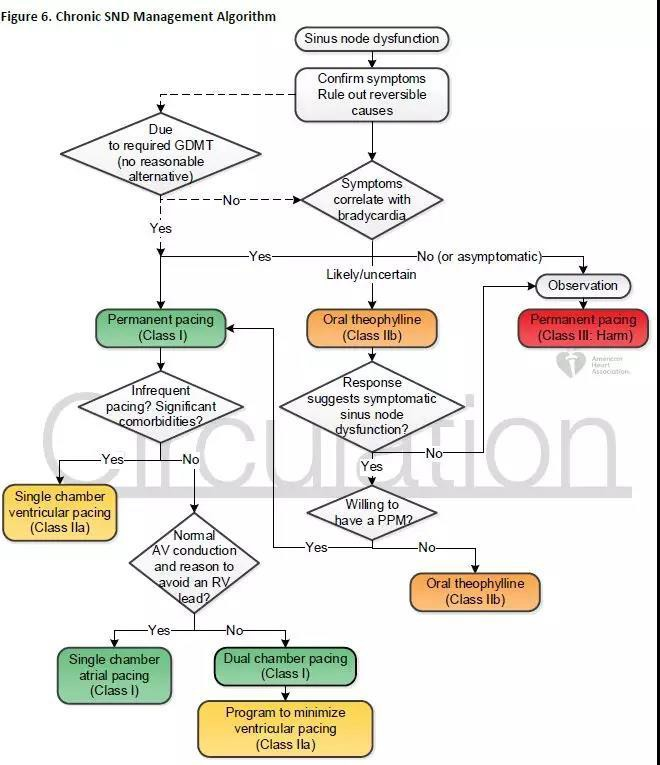 Figure 6. Chronic SND Management Algorithm
Sinus node dysfunction
Confirm symptoms
Rule out reversible
causes
Due
to required GDMT
(no reasonable
alternative)
Symptoms
correlate with
bradycardia
No
Yes
Yes
No (or asymptomatic)
Likely/uncertain
Observation
Permanent pacing
(Class I)
Oral theophylline
(Class IIb)
Permanent pacing
(Class III: Harm)
American
Heart
Association.
Infrequent
pacing? Significant
comorbidities?
Response
suggests symptomatic
sinus node
dysfunction?
Circulation
Yes
No
No
Yes
Single chamber
ventricular pacing
(Class IIa)
Willing to
have a PPM?
Normal
AV conduction
and reason to
avoid an RV
lead?
Yes
No
Oral theophylline
(Class IIb)
Yes
No
Single chamber
atrial pacing
(Class I)
Dual chamber pacing
(Class I)
Program to minimize
ventricular pacing
(Class IIa)